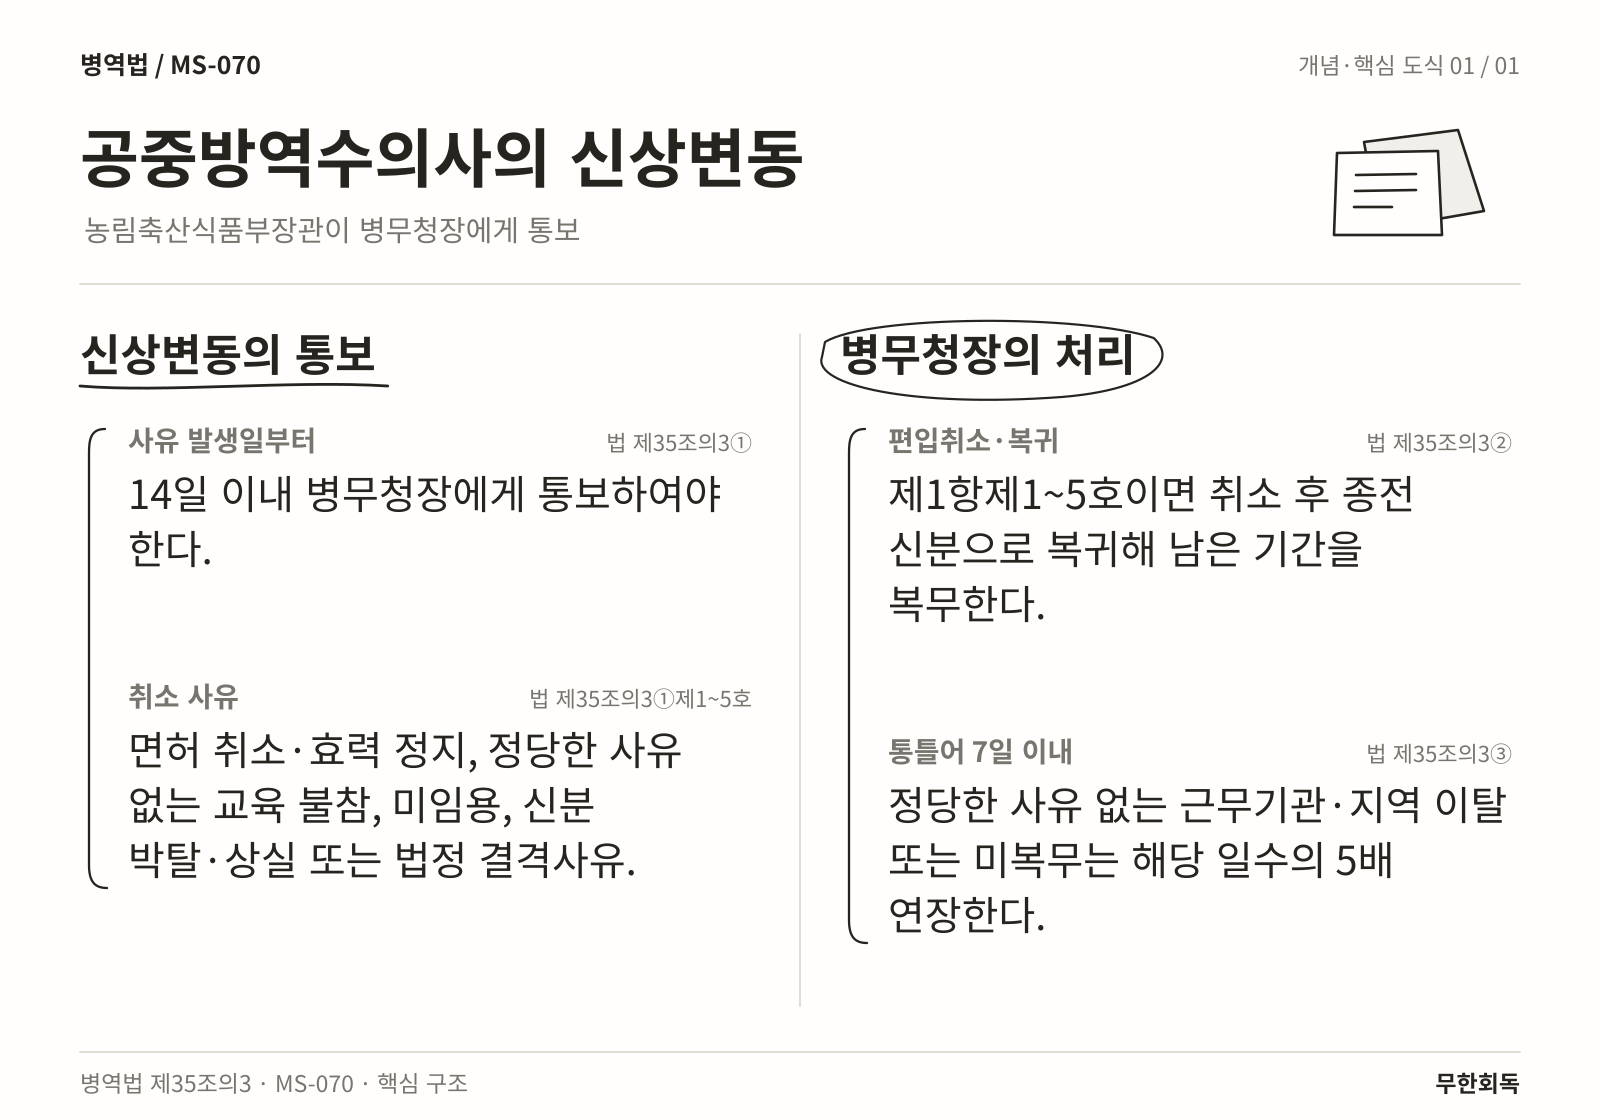 병역법 / MS-070
개념·핵심 도식 01 / 01
공중방역수의사의 신상변동
농림축산식품부장관이 병무청장에게 통보
신상변동의 통보
사유 발생일부터
법 제35조의3①
14일 이내 병무청장에게 통보하여야
한다.
취소 사유
법 제35조의3①제1~5호
면허 취소·효력 정지, 정당한 사유
없는 교육 불참, 미임용, 신분
박탈·상실 또는 법정 결격사유.
병무청장의 처리
편입취소·복귀
법 제35조의3②
제1항제1~5호이면 취소 후 종전
신분으로 복귀해 남은 기간을
복무한다.
통틀어 7일 이내
법 제35조의3③
정당한 사유 없는 근무기관·지역 이탈
또는 미복무는 해당 일수의 5배
연장한다.
병역법 제35조의3 · MS-070 · 핵심 구조
무한회독